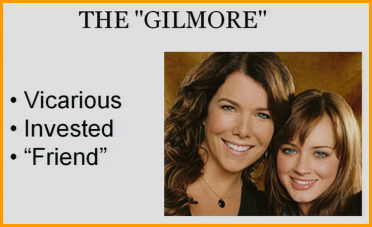 THE "GILMORE"
• Vicarious
• Invested
• “Friend”